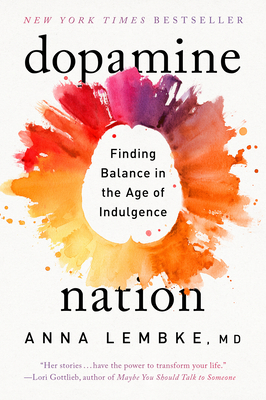 NEW YORK TIMES BESTSELLER
dopamine
Finding
Balance in
the Age of
Indulgence
nation
ANNA LEMBKE, MD
"Her stories...have the power to transform your life."
—Lori Gottlieb, author of Maybe You Should Talk to Someone